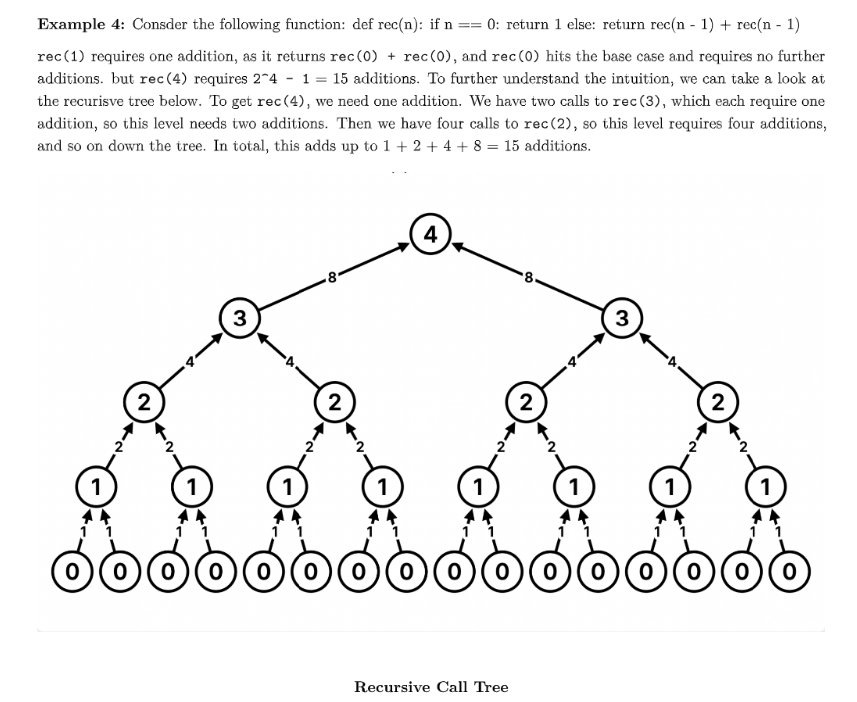 Example 4: Consder the following function: def rec(n): if n == 0: return 1 else: return rec(n - 1) + rec(n - 1)
rec(1) requires one addition, as it returns rec(0) + rec(0), and rec(0) hits the base case and requires no further
additions. but rec(4) requires 2^4 - 1 = 15 additions. To further understand the intuition, we can take a look at
the recurisve tree below. To get rec(4), we need one addition. We have two calls to rec(3), which each require one
addition, so this level needs two additions. Then we have four calls to rec(2), so this level requires four additions,
and so on down the tree. In total, this adds up to 1 + 2 + 4 + 8 = 15 additions.
4
8 8
3 3
4 4 4 4
2 2 2 2
2 2 2 2 2 2 2 2
1 1 1 1 1 1 1 1
1 1 1 1 1 1 1 1 1 1 1 1 1 1 1 1
0 0 0 0 0 0 0 0 0 0 0 0 0 0 0 0
Recursive Call Tree